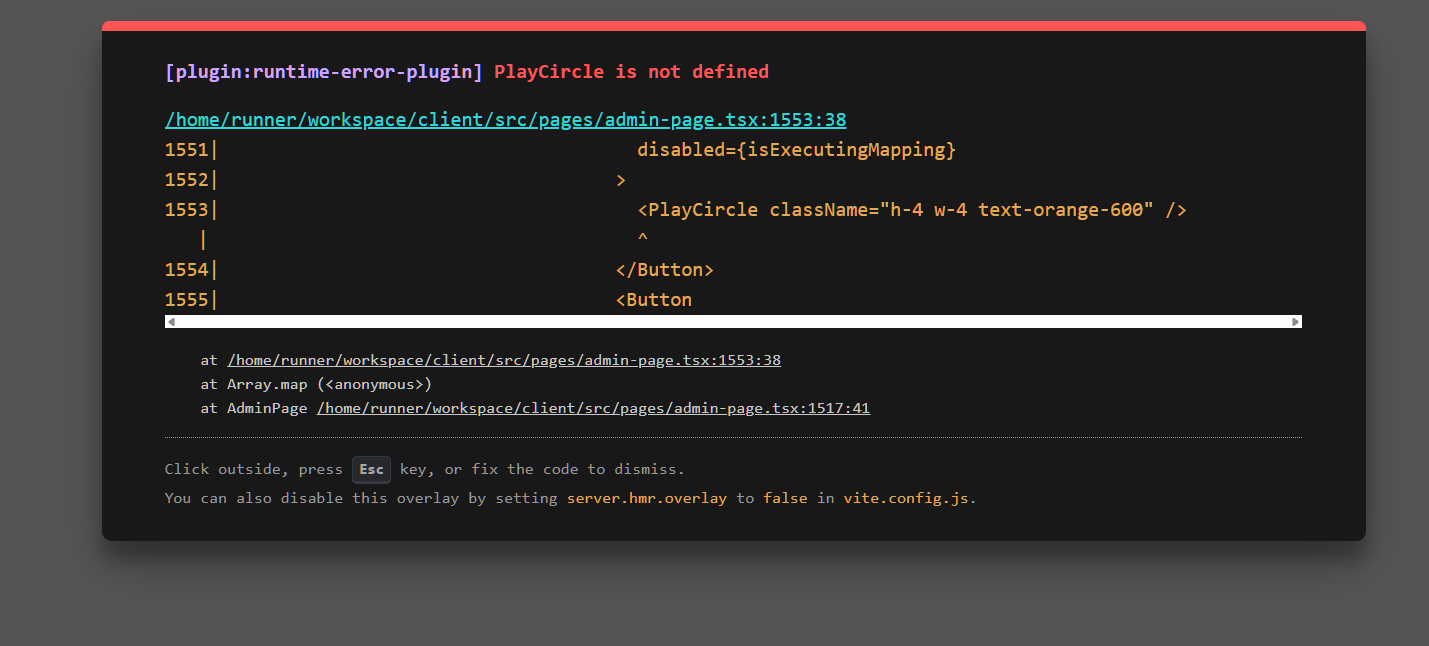 [plugin:runtime-error-plugin] PlayCircle is not defined
/home/runner/workspace/client/src/pages/admin-page.tsx:1553:38
1551|                                       disabled={isExecutingMapping}
1552|                                     >
1553|                                       <PlayCircle className="h-4 w-4 text-orange-600" />
   |                                       ^
1554|                                     </Button>
1555|                                     <Button
at /home/runner/workspace/client/src/pages/admin-page.tsx:1553:38
at Array.map (<anonymous>)
at AdminPage /home/runner/workspace/client/src/pages/admin-page.tsx:1517:41
Click outside, press Esc key, or fix the code to dismiss.
You can also disable this overlay by setting server.hmr.overlay to false in vite.config.js.